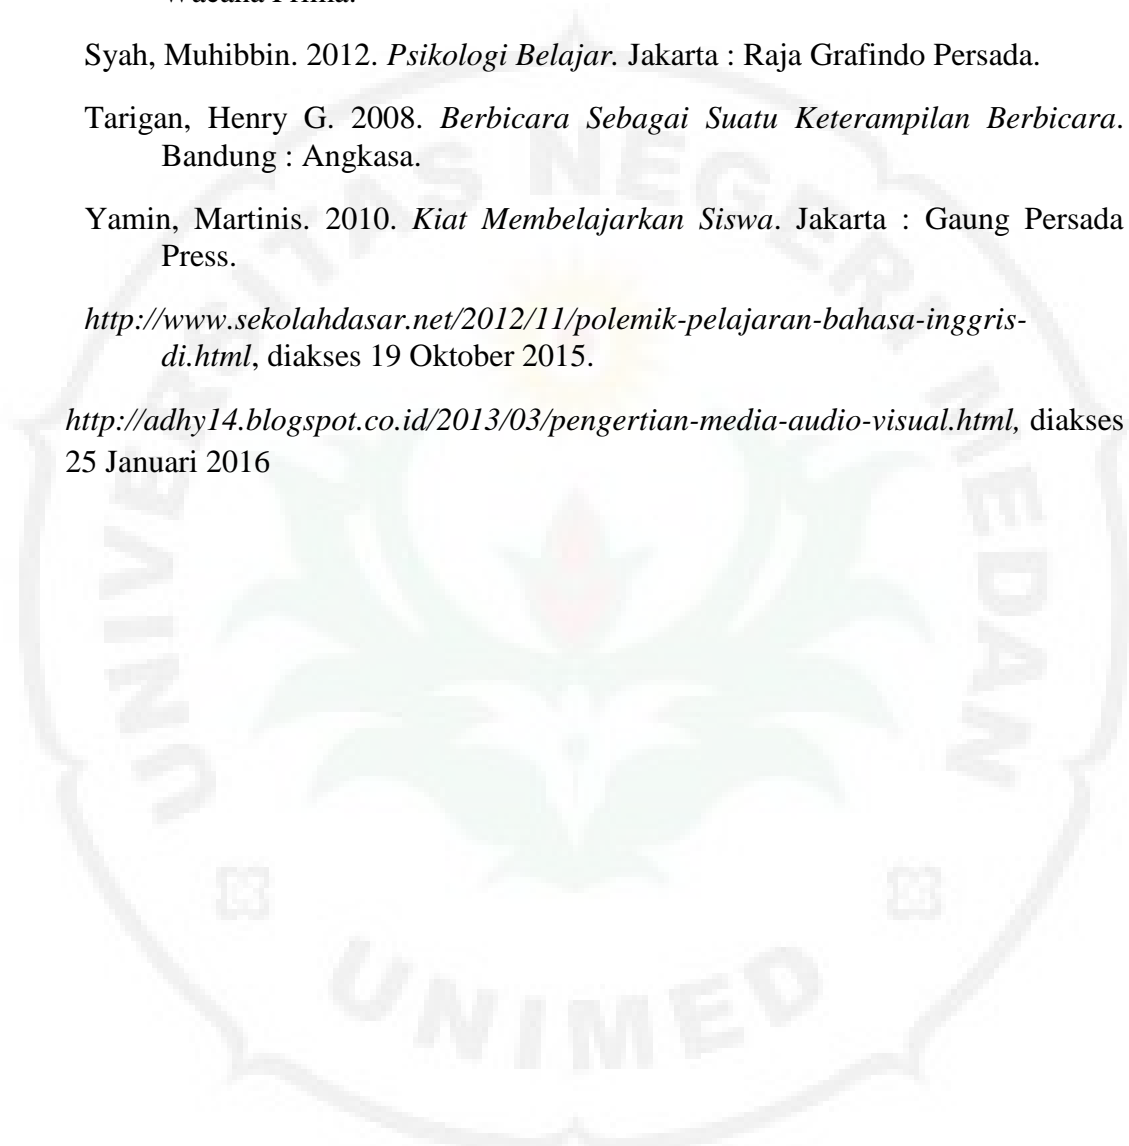 Wacana Prima.
Syah, Muhibbin. 2012. Psikologi Belajar. Jakarta : Raja Grafindo Persada.
Tarigan, Henry G. 2008. Berbicara Sebagai Suatu Keterampilan Berbicara.
Bandung : Angkasa.
Yamin, Martinis. 2010. Kiat Membelajarkan Siswa. Jakarta : Gaung Persada
Press.
http://www.sekolahdasar.net/2012/11/polemik-pelajaran-bahasa-inggris-
di.html, diakses 19 Oktober 2015.
http://adhy14.blogspot.co.id/2013/03/pengertian-media-audio-visual.html, diakses
25 Januari 2016
UNIVERSITAS NEGERI MEDAN
UNIMED